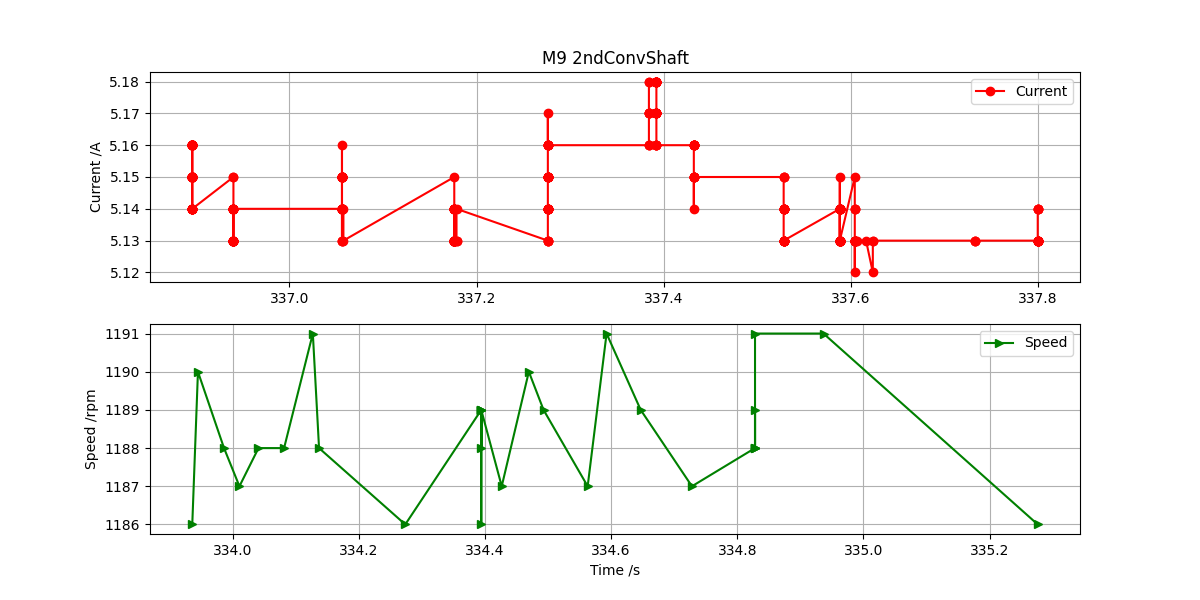 M9 2ndConvShaft
Current /A
5.18
5.17
5.16
5.15
5.14
5.13
5.12
Current
337.0 337.2 337.4 337.6 337.8
Speed /rpm
1191
1190
1189
1188
1187
1186
Speed
334.0 334.2 334.4 334.6 334.8 335.0 335.2
Time /s